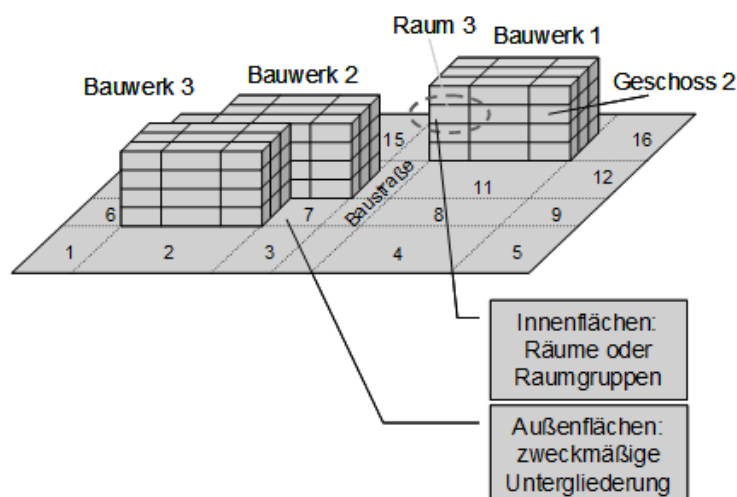 Raum 3
Bauwerk 1
Bauwerk 2
Bauwerk 3
Geschoss 2
15
16
Baustraße
11
12
6
7
8
9
1
2
3
4
5
Innenflächen:
Räume oder
Raumgruppen
Außenflächen:
zweckmäßige
Untergliederung